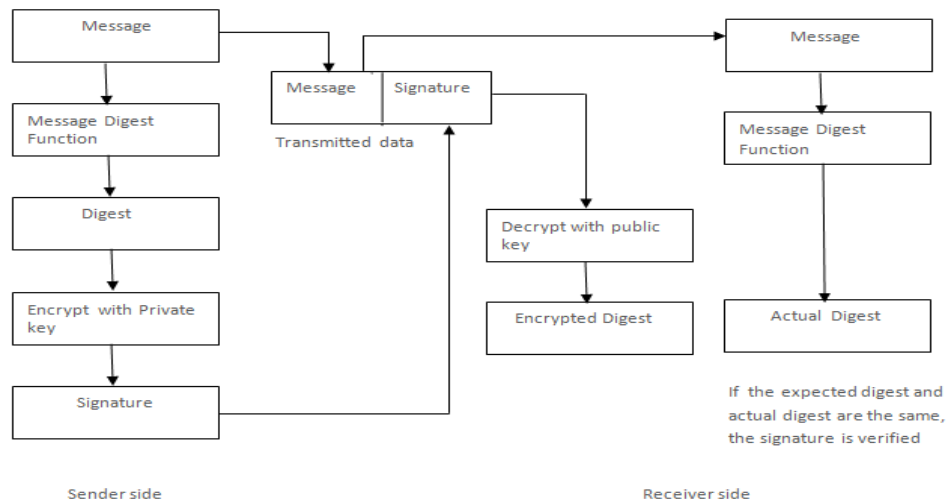 Message
Message Digest
Function
Digest
Encrypt with Private
key
Signature
Message
Signature
Transmitted data
Decrypt with public
key
Encrypted Digest
Message
Message Digest
Function
Actual Digest
If the expected digest and
actual digest are the same,
the signature is verified
Sender side
Receiver side